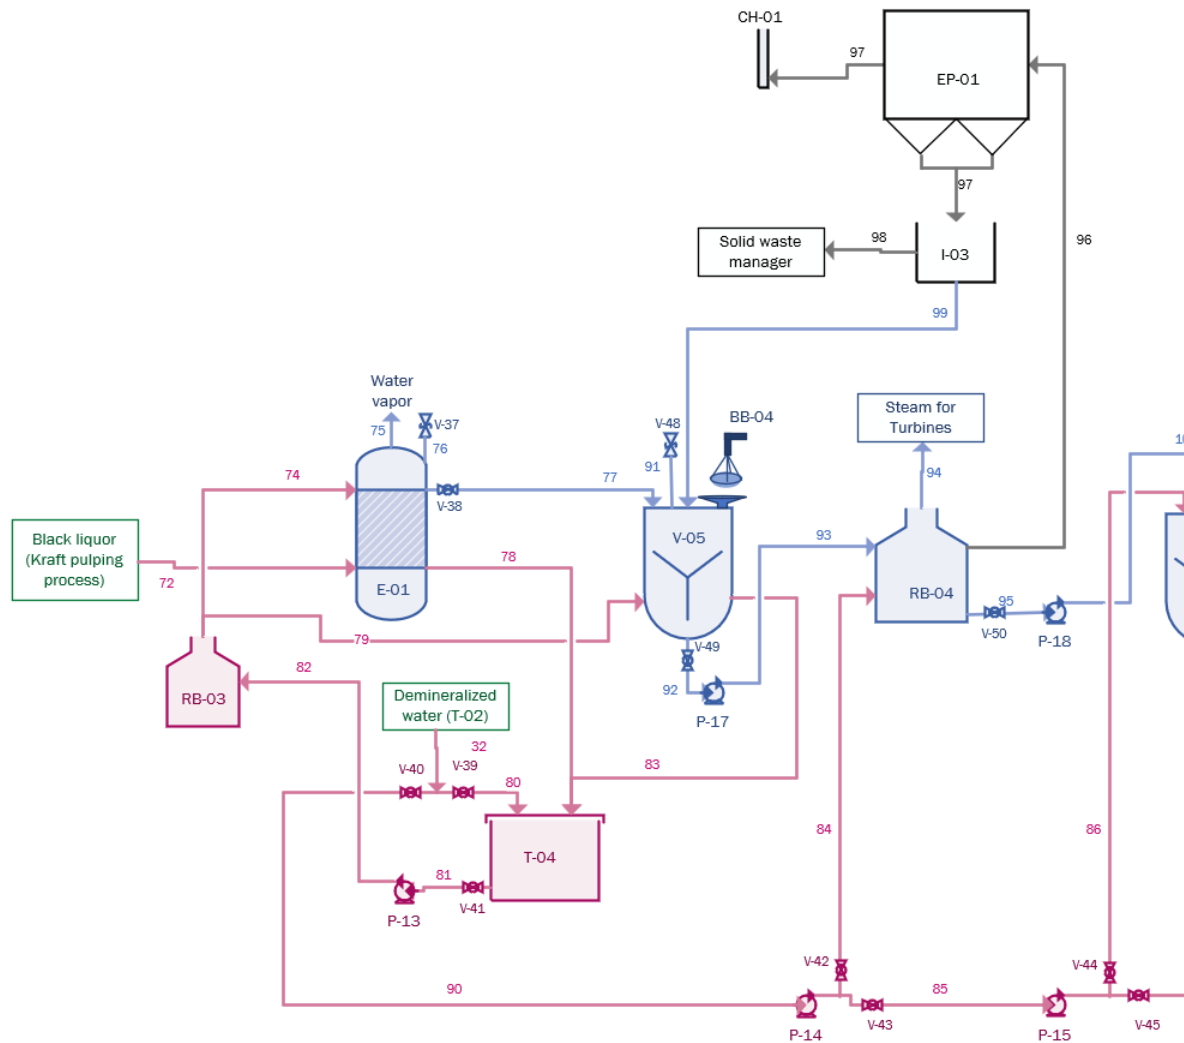 CH-01
97
EP-01
97
96
Solid waste
manager
98
I-03
99
Water
vapor
75
V-37
76
V-48
BB-04
91
Steam for
Turbines
94
10
74
77
V-38
Black liquor
(Kraft pulping
process)
72
78
E-01
V-05
93
RB-04
95
V-50
P-18
79
V-49
92
P-17
82
RB-03
Demineralized
water (T-02)
32
V-40
V-39
80
83
84
86
T-04
81
V-41
P-13
V-42
V-44
90
85
P-14
V-43
P-15
V-45